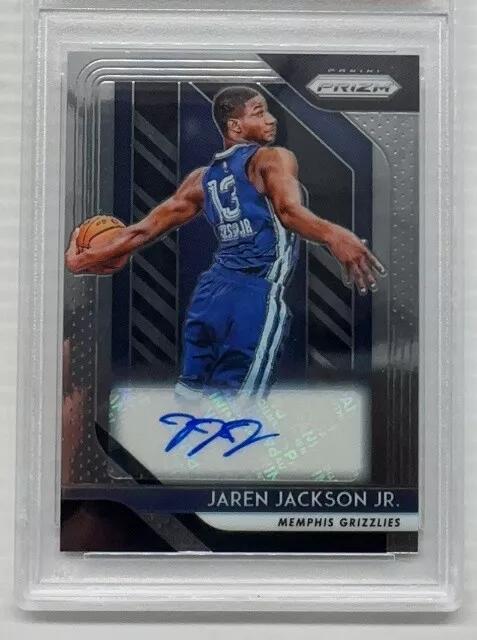 PANINI
PRIZM
13
JAREN JACKSON JR.
MEMPHIS GRIZZLIES